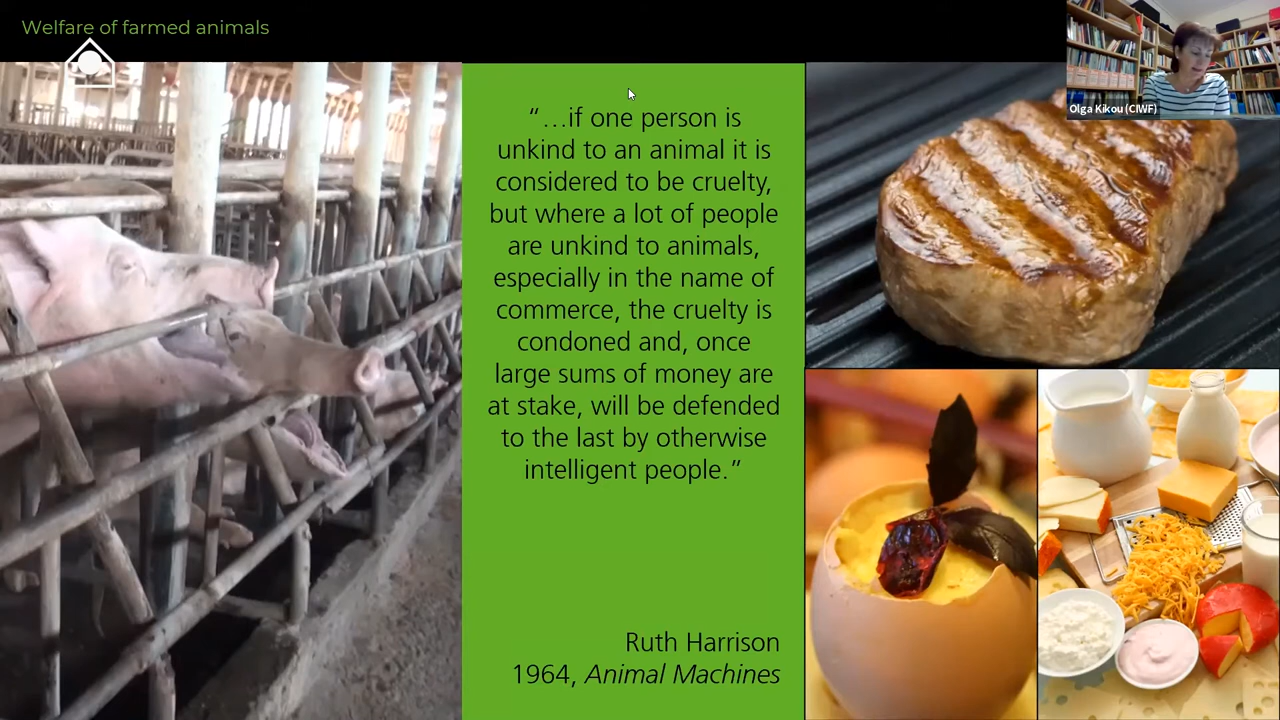 Welfare of farmed animals
Olga Kikou (CIWF)
“…if one person is
unkind to an animal it is
considered to be cruelty,
but where a lot of people
are unkind to animals,
especially in the name of
commerce, the cruelty is
condoned and, once
large sums of money are
at stake, will be defended
to the last by otherwise
intelligent people.”
Ruth Harrison
1964, Animal Machines